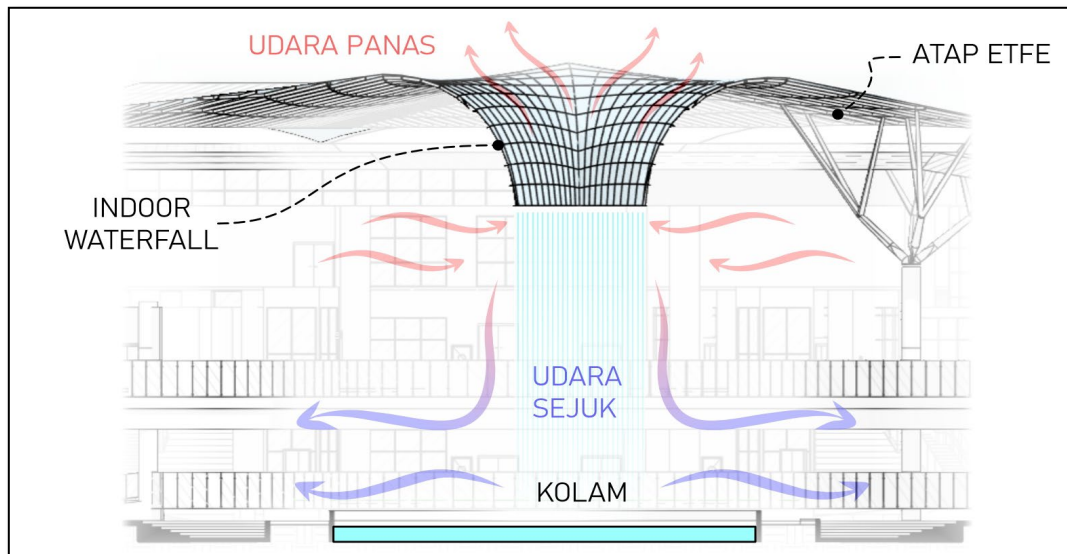 UDARA PANAS
ATAP ETFE
INDOOR
WATERFALL
UDARA
SEJUK
KOLAM